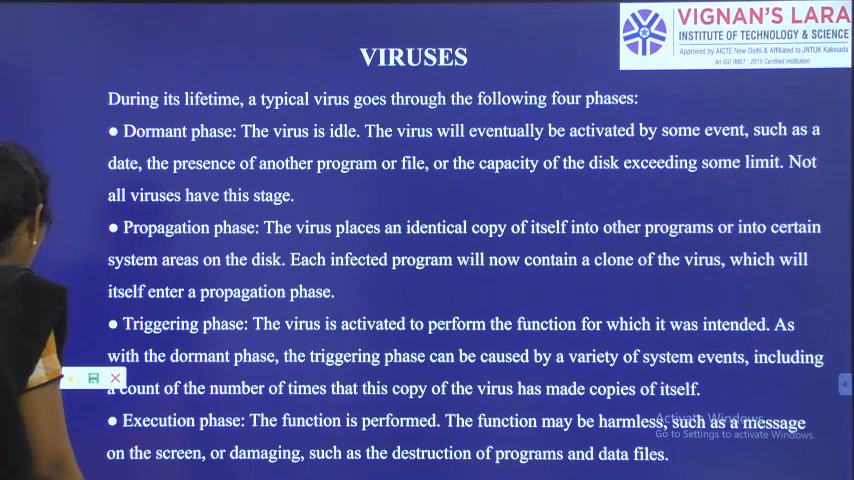 VIGNAN'S LARA
INSTITUTE OF TECHNOLOGY & SCIENCE
Approved by AICTE New Delhi & Affiliated to JNTUK Kakinada
An ISO 9001 : 2015 Certified Institution
VIRUSES
During its lifetime, a typical virus goes through the following four phases:
● Dormant phase: The virus is idle. The virus will eventually be activated by some event, such as a
date, the presence of another program or file, or the capacity of the disk exceeding some limit. Not
all viruses have this stage.
● Propagation phase: The virus places an identical copy of itself into other programs or into certain
system areas on the disk. Each infected program will now contain a clone of the virus, which will
itself enter a propagation phase.
● Triggering phase: The virus is activated to perform the function for which it was intended. As
with the dormant phase, the triggering phase can be caused by a variety of system events, including
a count of the number of times that this copy of the virus has made copies of itself.
● Execution phase: The function is performed. The function may be harmless, such as a message
on the screen, or damaging, such as the destruction of programs and data files.
Activate Windows
Go to Settings to activate Windows.